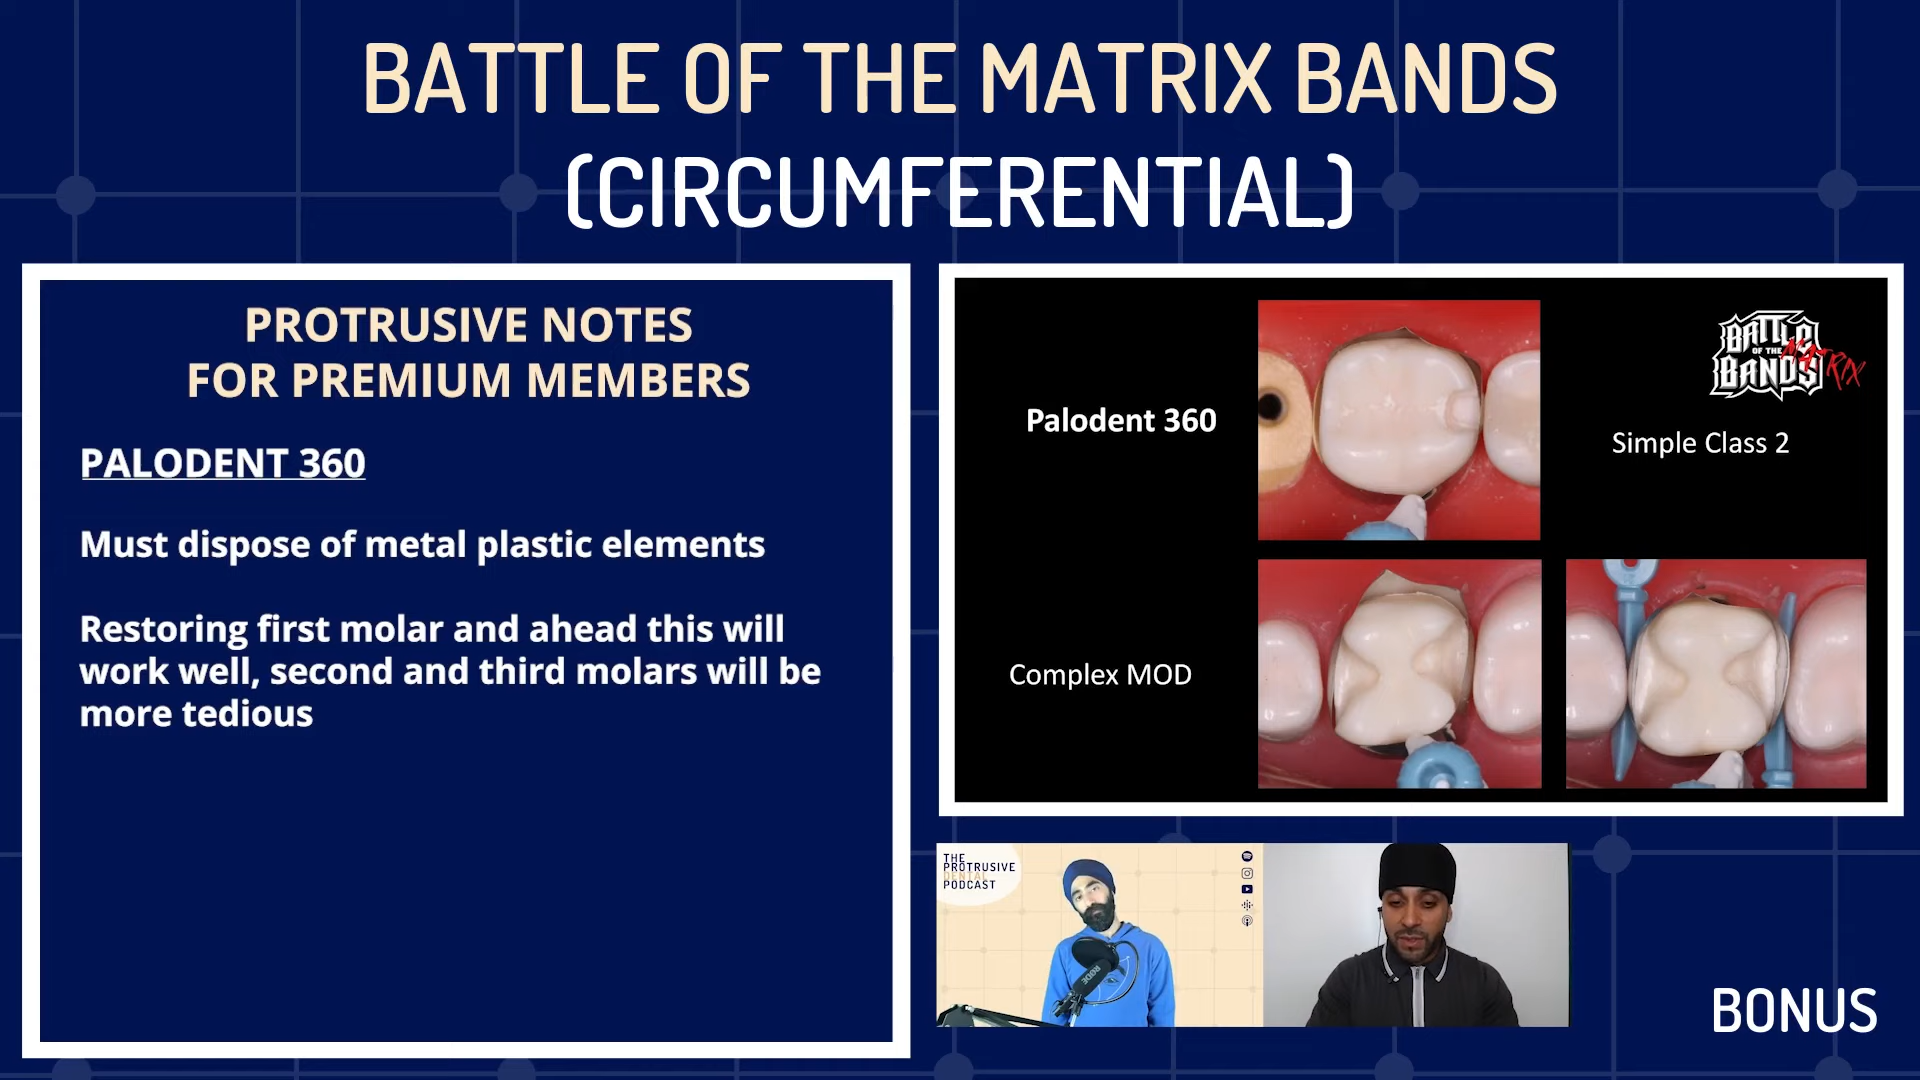 BATTLE OF THE MATRIX BANDS
(CIRCUMFERENTIAL)
PROTRUSIVE NOTES
FOR PREMIUM MEMBERS
PALODENT 360
Must dispose of metal plastic elements
Restoring first molar and ahead this will
work well, second and third molars will be
more tedious
Palodent 360
BATTLE
OF THE MATRIX
BANDS
Simple Class 2
Complex MOD
THE
PROTRUSIVE
DENTAL
PODCAST
RØDE
BONUS